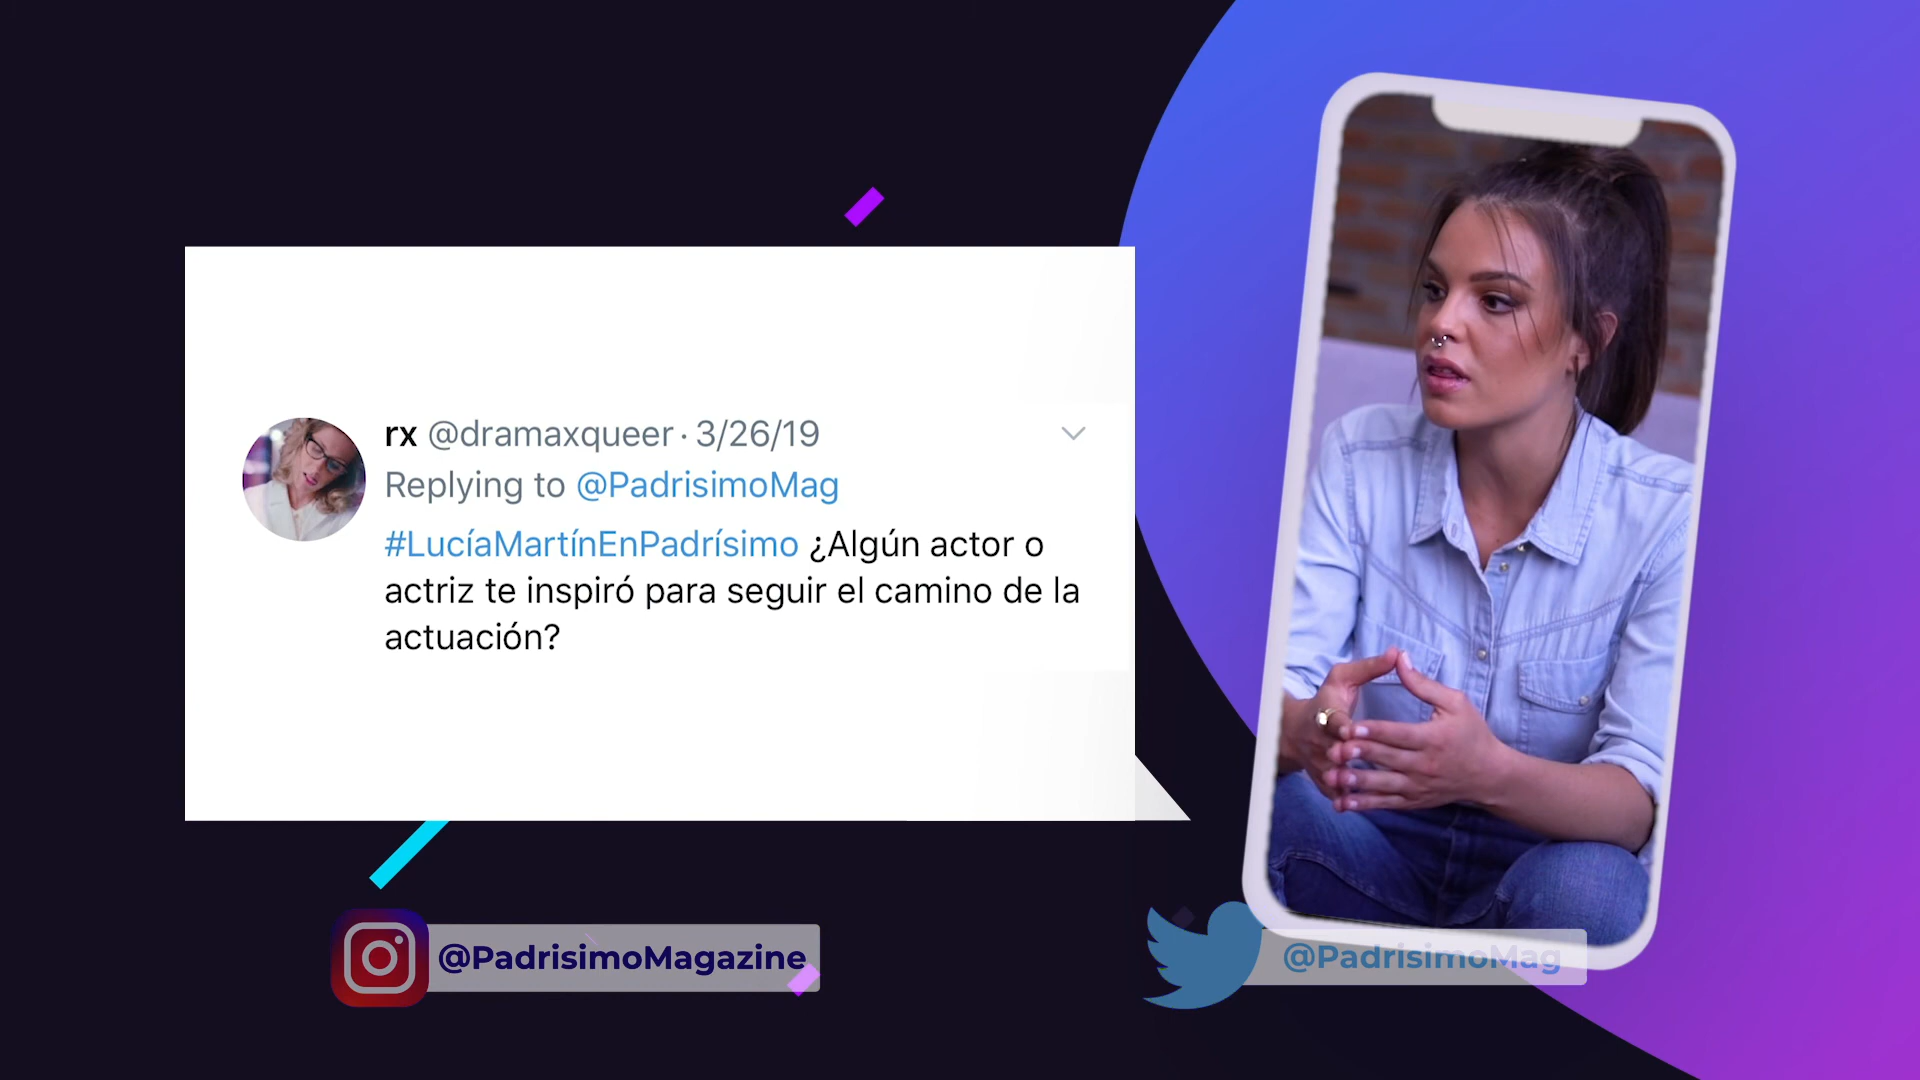 rx @dramaxqueer · 3/26/19
Replying to @PadrisimoMag
#LucíaMartínEnPadrísimo ¿Algún actor o
actriz te inspiró para seguir el camino de la
actuación?
@PadrisimoMagazine
@PadrisimoMag